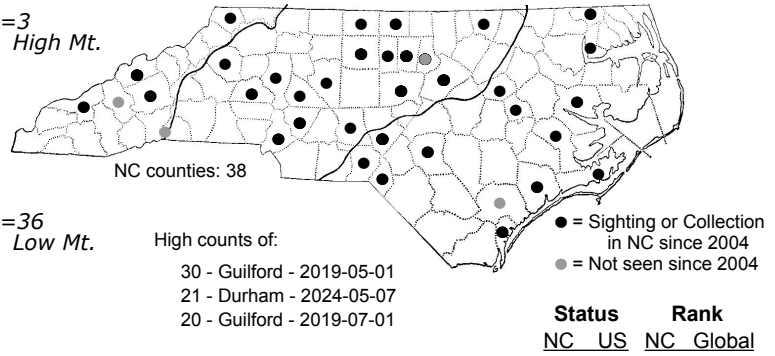 =3
High Mt.
NC counties: 38
=36
Low Mt.
High counts of:
30 - Guilford - 2019-05-01
21 - Durham - 2024-05-07
20 - Guilford - 2019-07-01
= Sighting or Collection
in NC since 2004
= Not seen since 2004
Status Rank
NC US NC Global